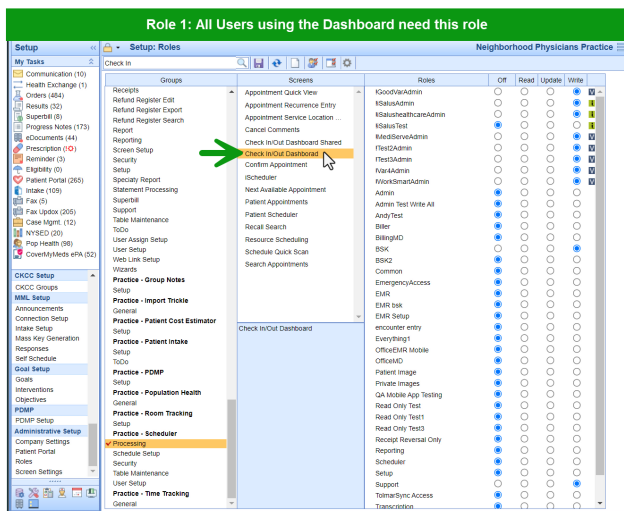 Role 1: All Users using the Dashboard need this role
Setup
Setup: Roles
Neighborhood Physicians Practice
My Tasks
Communication (10)
Health Exchange (1)
Orders (484)
Results (32)
Superbill (8)
Progress Notes (173)
eDocuments (44)
Prescription (!)
Reminder (3)
Eligibility (0)
Patient Portal (265)
Intake (109)
Fax (5)
Fax Updox (205)
Case Mgmt. (12)
NYSED (20)
Pop Health (98)
CoverMyMeds ePA (52)
CKCC Setup
CKCC Groups
MML Setup
Announcements
Connection Setup
Intake Setup
Mass Key Generation
Responses
Self Schedule
Goal Setup
Goals
Interventions
Objectives
PDMP
PDMP Setup
Administrative Setup
Company Settings
Patient Portal
Roles
Screen Settings
Check In
Groups
Receipts
Refund Register Edit
Refund Register Export
Refund Register Search
Report
Reporting
Screen Setup
Security
Setup
Specialty Report
Statement Processing
Superbill
Support
Table Maintenance
ToDo
User Assign Setup
User Setup
Web Link Setup
Wizards
Practice - Group Notes
Setup
Practice - Import Trickle
General
Practice - Patient Cost Estimator
Setup
Practice - Patient Intake
Setup
ToDo
Practice - PDMP
Setup
Practice - Population Health
General
Practice - Room Tracking
Setup
Practice - Scheduler
Processing
Schedule Setup
Security
Table Maintenance
User Setup
Practice - Time Tracking
General
Screens
Appointment Quick View
Appointment Recurrence Entry
Appointment Service Location ...
Cancel Comments
Check In/Out Dashboard Shared
Check In/Out Dashboard
Confirm Appointment
iScheduler
Next Available Appointment
Patient Appointments
Patient Scheduler
Recall Search
Resource Scheduling
Schedule Quick Scan
Search Appointments
Check In/Out Dashboard
Roles Off Read Update Write
IGoodVarAdmin
IiSalusAdmin
IiSalushealthcareAdmin
IiSalusTest
IMediServeAdmin
ITest2Admin
ITest3Admin
IVar4Admin
IWorkSmartAdmin
Admin
Admin Test Write All
AndyTest
Biller
BillingMD
BSK
BSK2
Common
EmergencyAccess
EMR
EMR bsk
EMR Setup
encounter entry
Everything1
OfficeEMR Mobile
OfficeMD
Patient Image
Private Images
QA Mobile App Testing
Read Only Test
Read Only Test1
Read Only Test3
Receipt Reversal Only
Reporting
Scheduler
Setup
Support
TolmarSync Access
Transcription